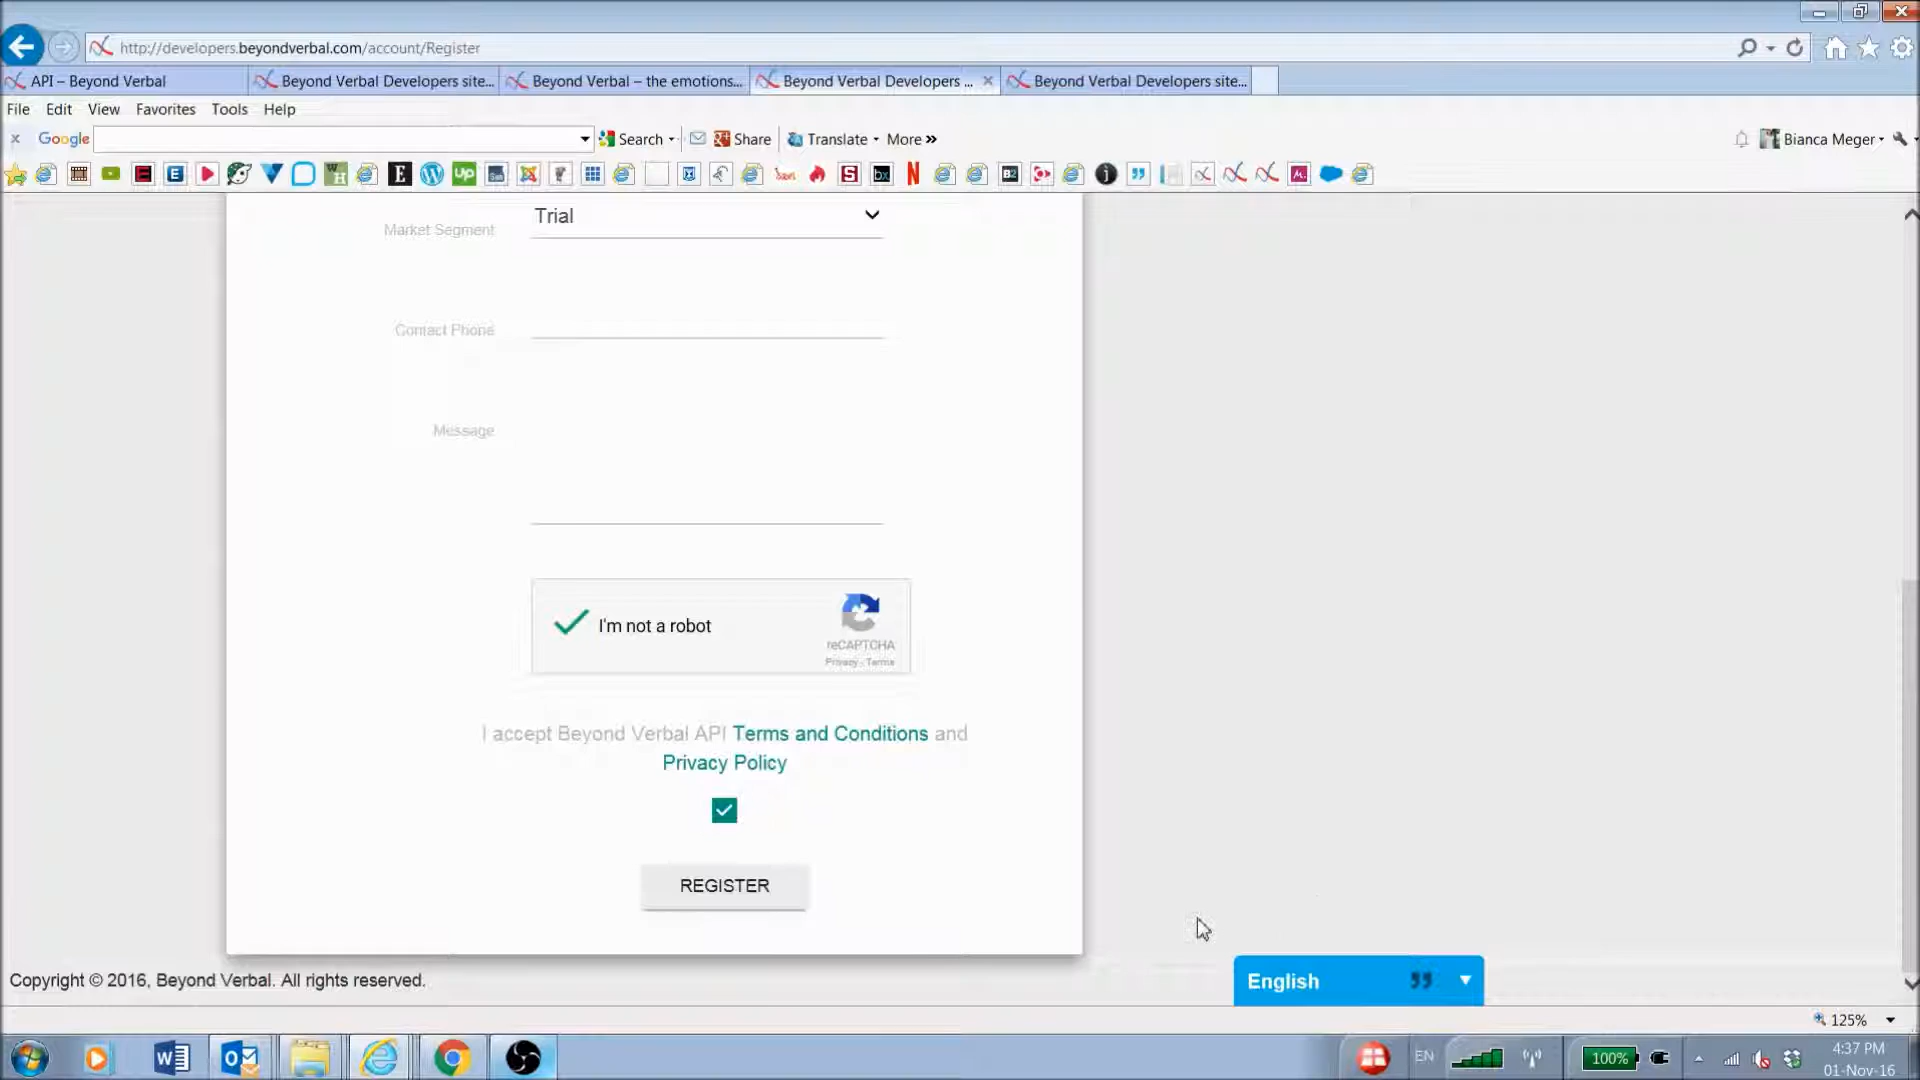 http://developers.beyondverbal.com/account/Register
API – Beyond Verbal
Beyond Verbal Developers site...
Beyond Verbal – the emotions...
Beyond Verbal Developers ...
Beyond Verbal Developers site...
File Edit View Favorites Tools Help
x Google Search Share Translate More » Bianca Meger
Market Segment Trial
Contact Phone
Message
I'm not a robot
reCAPTCHA
Privacy - Terms
I accept Beyond Verbal API Terms and Conditions and
Privacy Policy
REGISTER
Copyright © 2016, Beyond Verbal. All rights reserved.
English
125%
EN
100%
4:37 PM
01-Nov-16